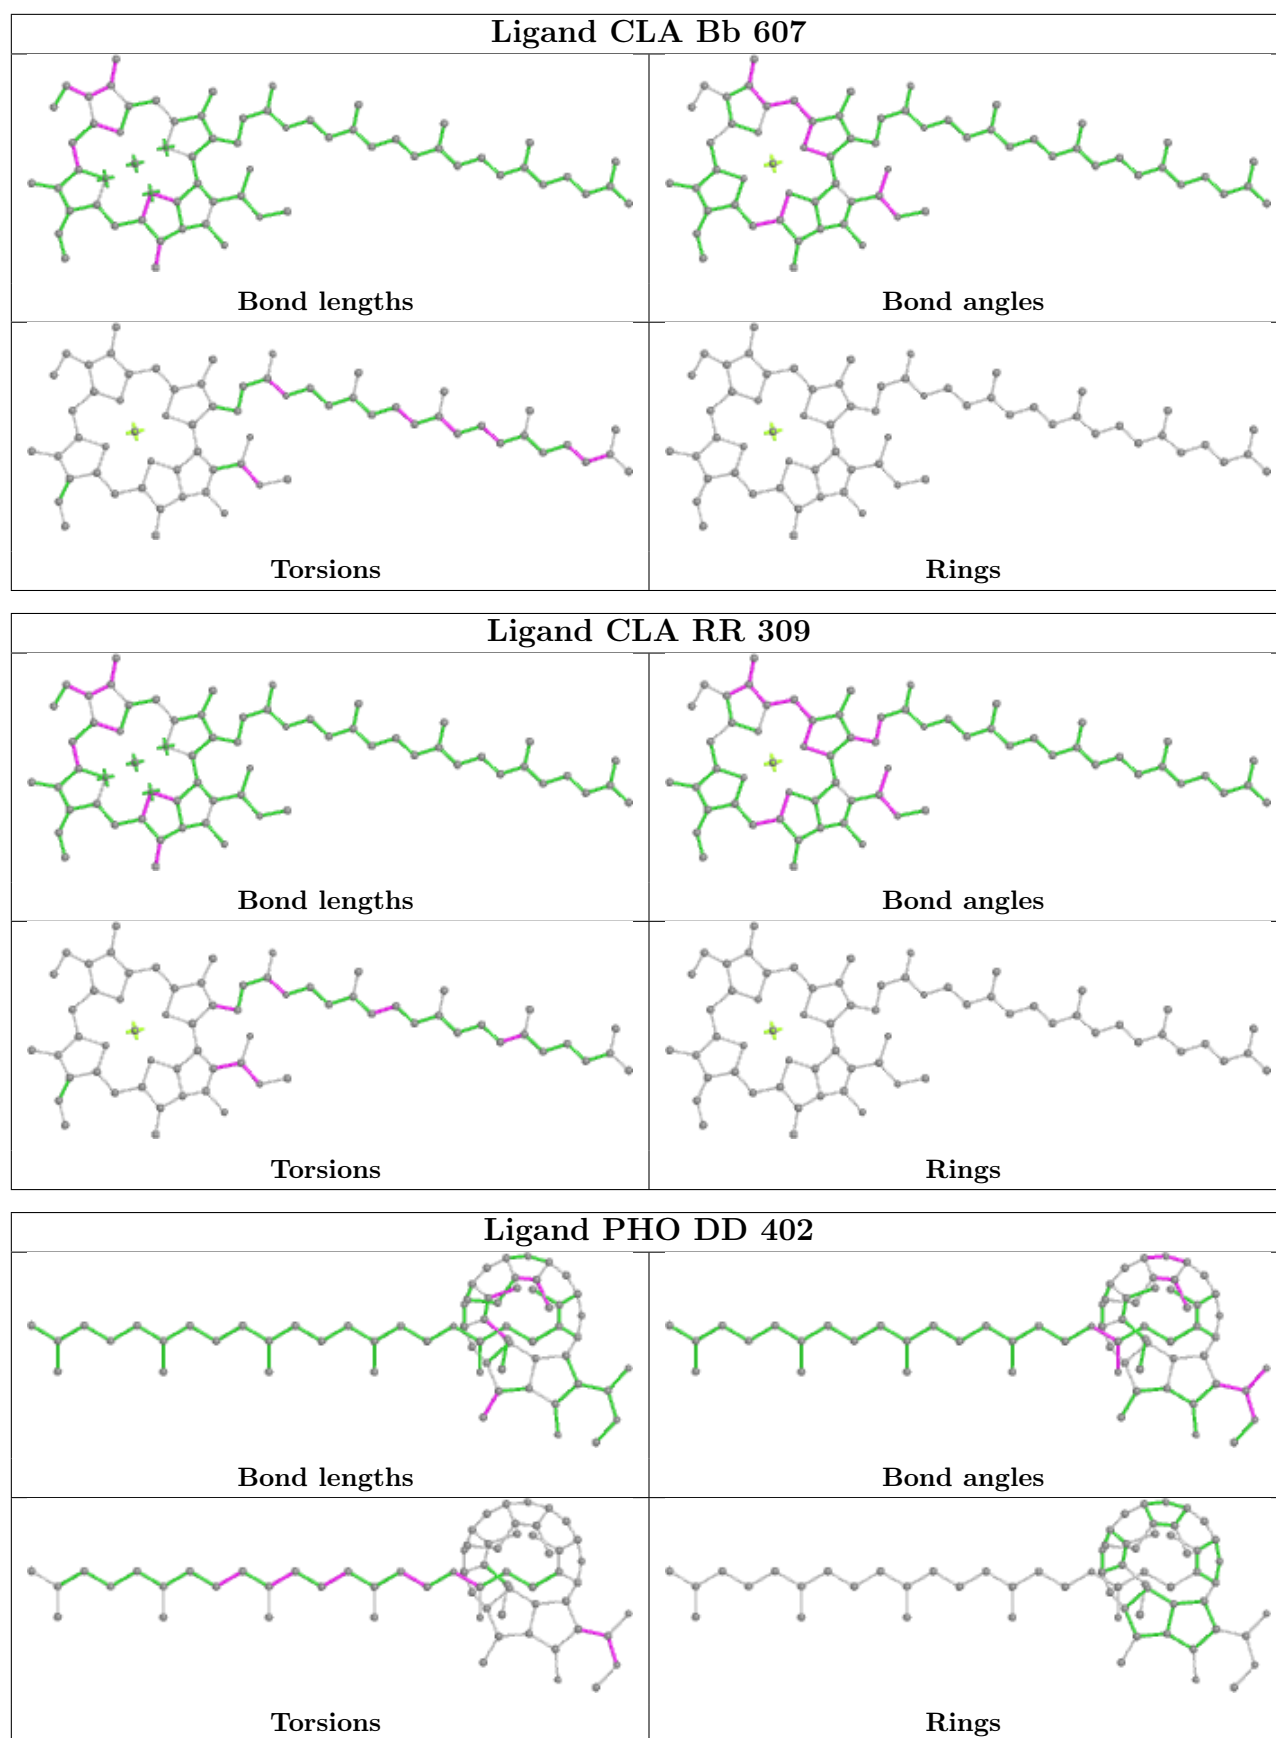 Ligand CLA Bb 607
Bond lengths
Bond angles
Torsions
Rings
Ligand CLA RR 309
Bond lengths
Bond angles
Torsions
Rings
Ligand PHO DD 402
Bond lengths
Bond angles
Torsions
Rings